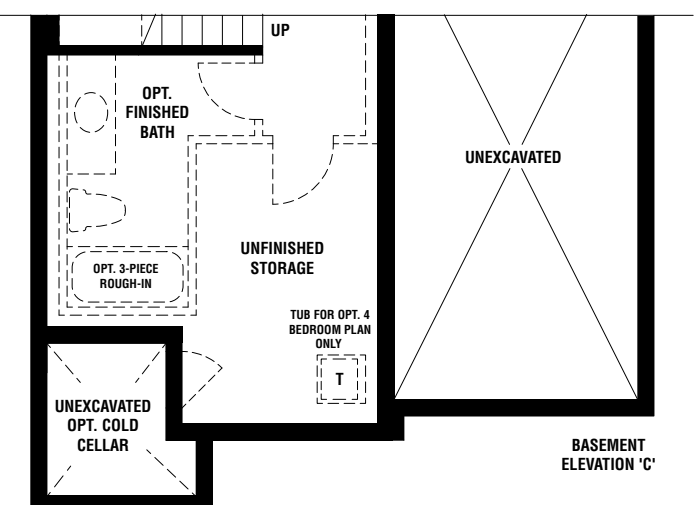 UP
OPT.
FINISHED
BATH
UNEXCAVATED
UNFINISHED
STORAGE
OPT. 3-PIECE
ROUGH-IN
TUB FOR OPT. 4
BEDROOM PLAN
ONLY
T
UNEXCAVATED
OPT. COLD
CELLAR
BASEMENT
ELEVATION 'C'